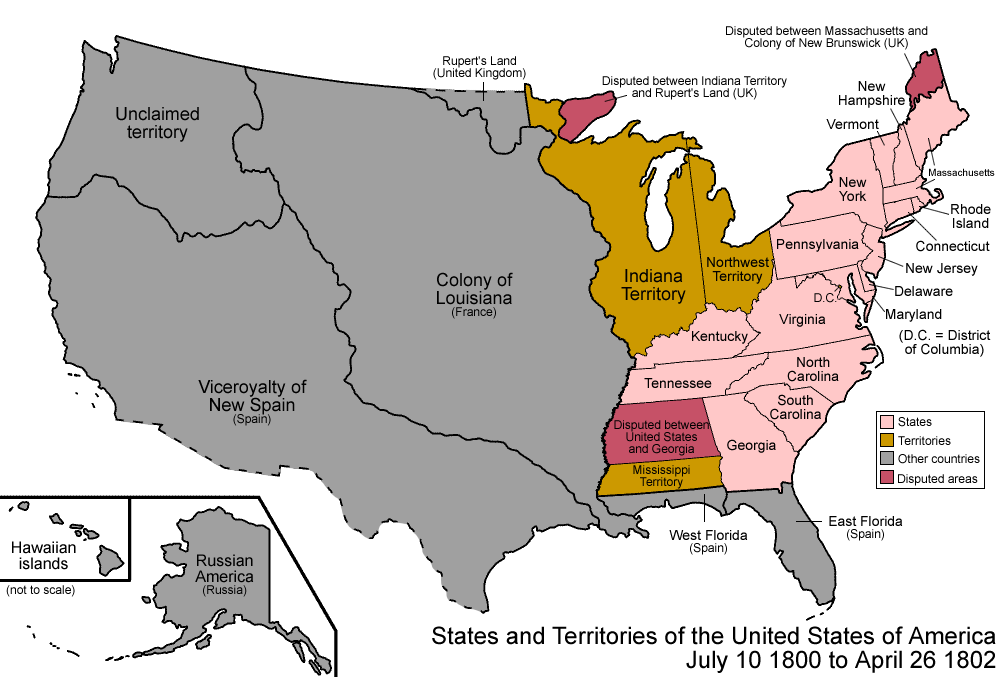 Disputed between Massachusetts and
Colony of New Brunswick (UK)
Rupert's Land
(United Kingdom)
Disputed between Indiana Territory
and Rupert's Land (UK)
New
Hampshire
Vermont
Unclaimed
territory
Massachusetts
New
York
Rhode
Island
Connecticut
Pennsylvania
New Jersey
Northwest
Territory
Indiana
Territory
Colony of
Louisiana
(France)
Delaware
D.C.
Maryland
Virginia
(D.C. = District
of Columbia)
Kentucky
North
Carolina
Tennessee
Viceroyalty of
New Spain
(Spain)
South
Carolina
Disputed between
United States
and Georgia
Georgia
States
Territories
Other countries
Disputed areas
Mississippi
Territory
West Florida
(Spain)
East Florida
(Spain)
Hawaiian
islands
(not to scale)
Russian
America
(Russia)
States and Territories of the United States of America
July 10 1800 to April 26 1802